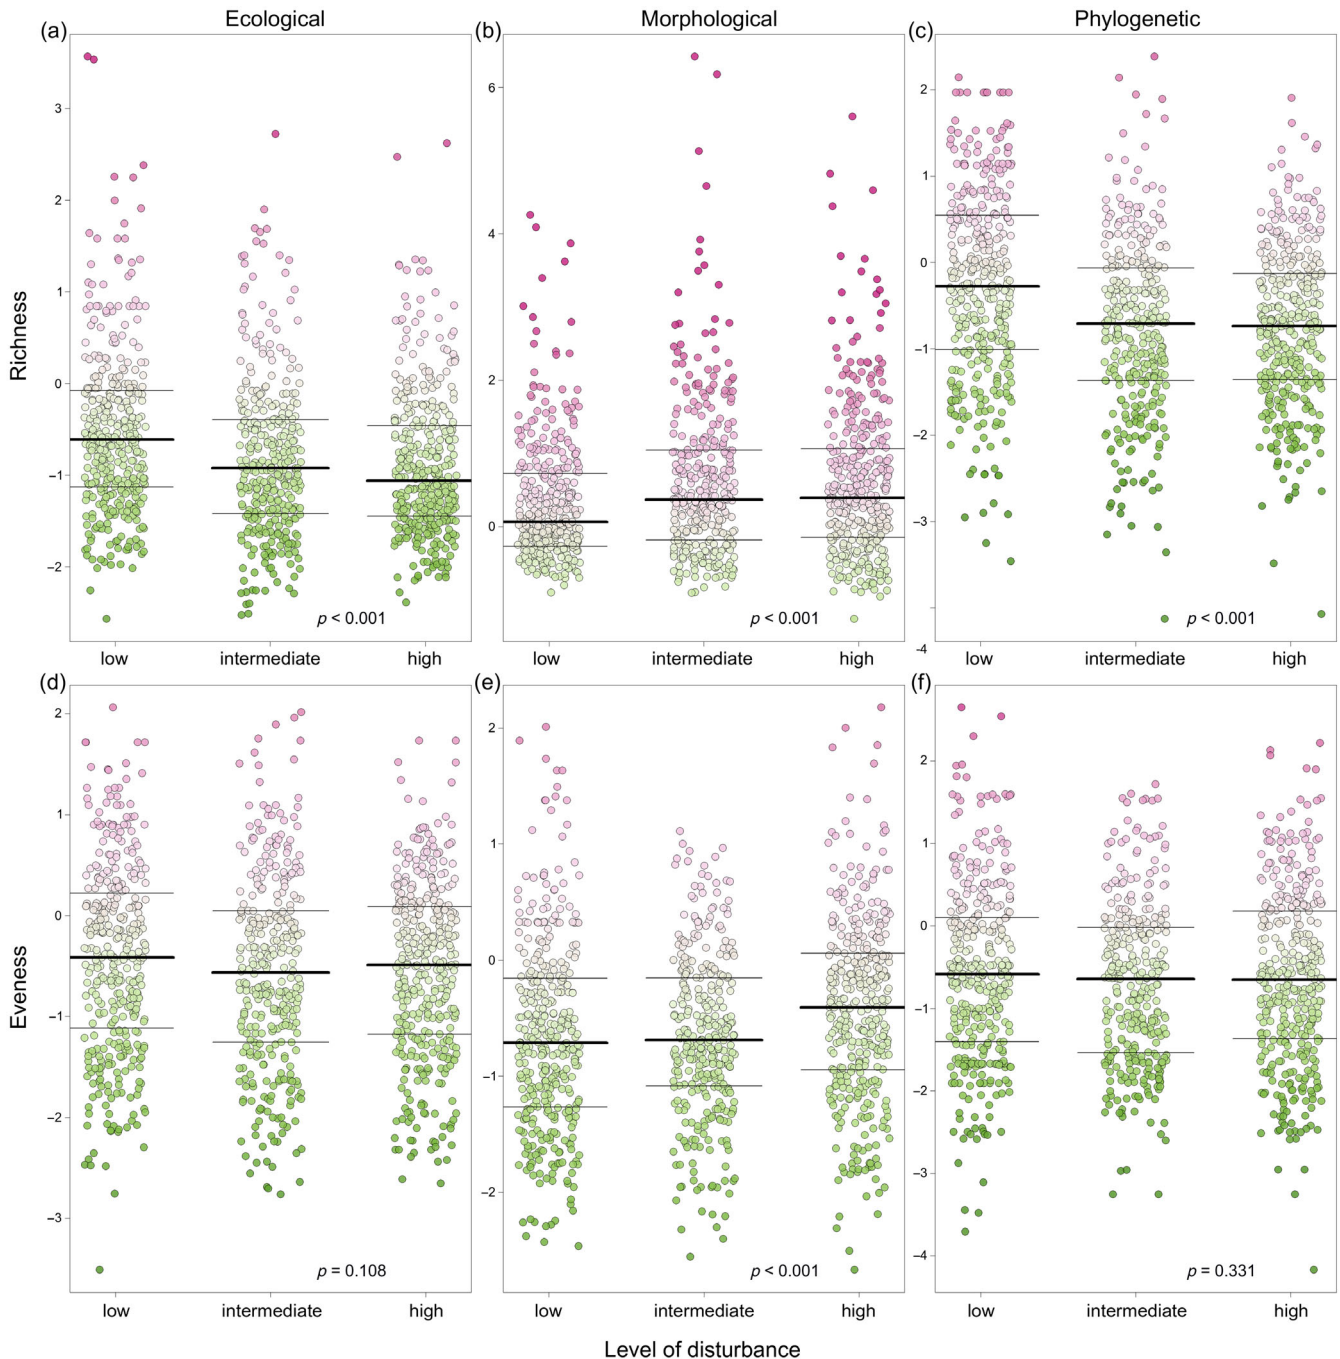 Ecological
Morphological
Phylogenetic
(a)
(b)
(c)
Richness
3
2
1
0
−1
−2
6
4
2
0
2
1
0
−1
−2
−3
-4
p < 0.001
p < 0.001
p < 0.001
low intermediate high
low intermediate high
low intermediate high
(d)
(e)
(f)
Eveness
2
1
0
−1
−2
−3
2
1
0
−1
−2
2
1
0
−1
−2
−3
−4
p = 0.108
p < 0.001
p = 0.331
low intermediate high
low intermediate high
low intermediate high
Level of disturbance